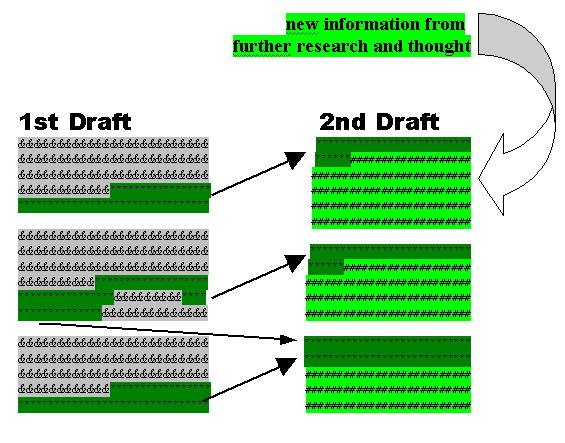 new information from
further research and thought
1st Draft
2nd Draft